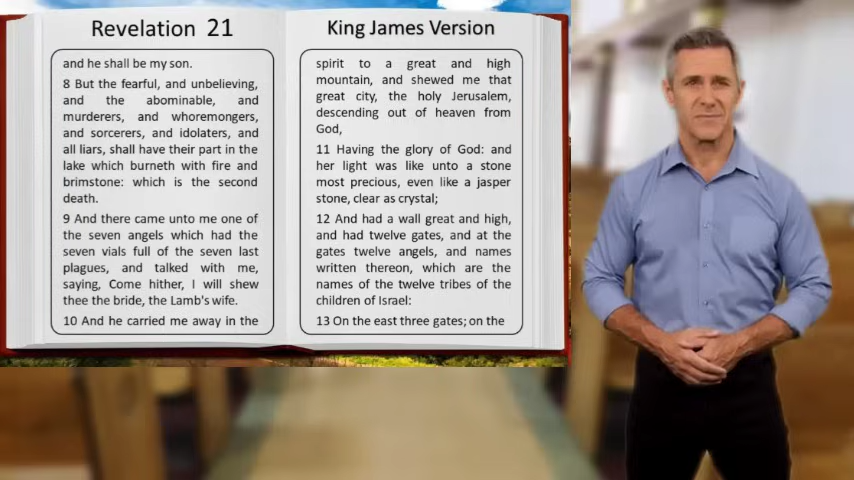 Revelation 21
and he shall be my son.
8 But the fearful, and unbelieving,
and the abominable, and
murderers, and whoremongers,
and sorcerers, and idolaters, and
all liars, shall have their part in the
lake which burneth with fire and
brimstone: which is the second
death.
9 And there came unto me one of
the seven angels which had the
seven vials full of the seven last
plagues, and talked with me,
saying, Come hither, I will shew
thee the bride, the Lamb's wife.
10 And he carried me away in the
King James Version
spirit to a great and high
mountain, and shewed me that
great city, the holy Jerusalem,
descending out of heaven from
God,
11 Having the glory of God: and
her light was like unto a stone
most precious, even like a jasper
stone, clear as crystal;
12 And had a wall great and high,
and had twelve gates, and at the
gates twelve angels, and names
written thereon, which are the
names of the twelve tribes of the
children of Israel:
13 On the east three gates; on the